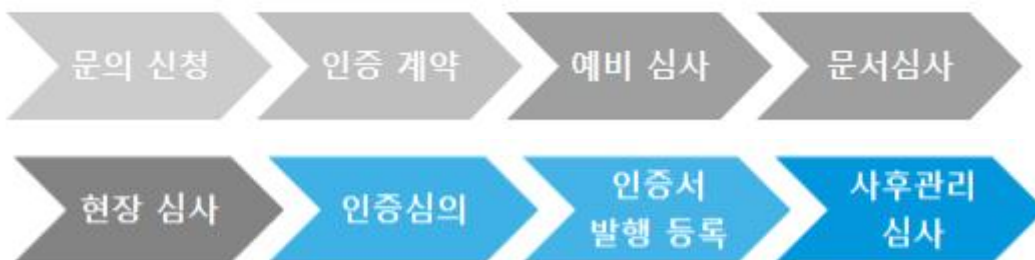 문의 신청
인증 계약
예비 심사
문서심사
현장 심사
인증심의
인증서
발행 등록
사후관리
심사